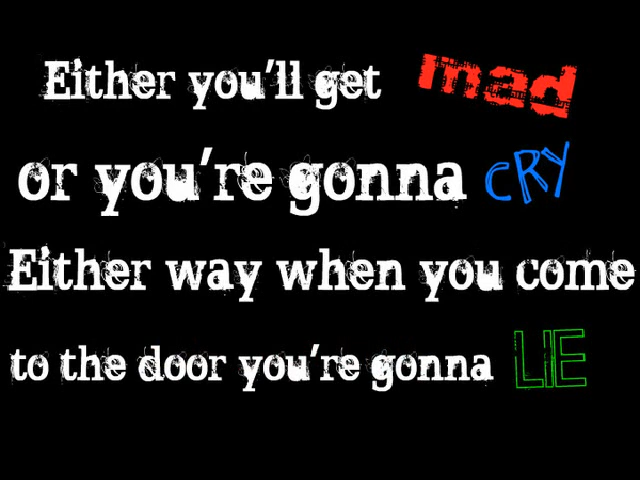 Either you'll get mad
or you're gonna CRY
Either way when you come
to the door you're gonna LIE